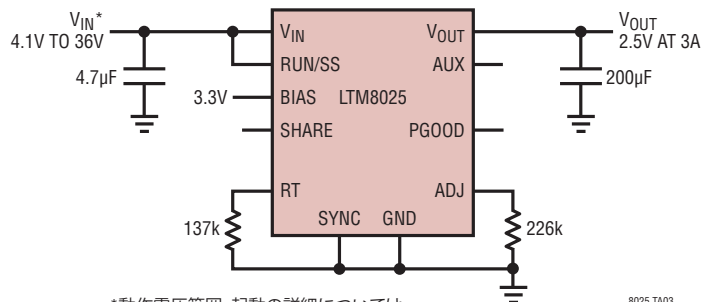 VIN*
4.1V TO 36V
4.7µF
3.3V
VIN
RUN/SS
BIAS LTM8025
SHARE
RT
SYNC GND
VOUT
AUX
PGOOD
ADJ
VOUT
2.5V AT 3A
200µF
137k
226k
*動作電圧範囲、起動の詳細については
8025 TA03